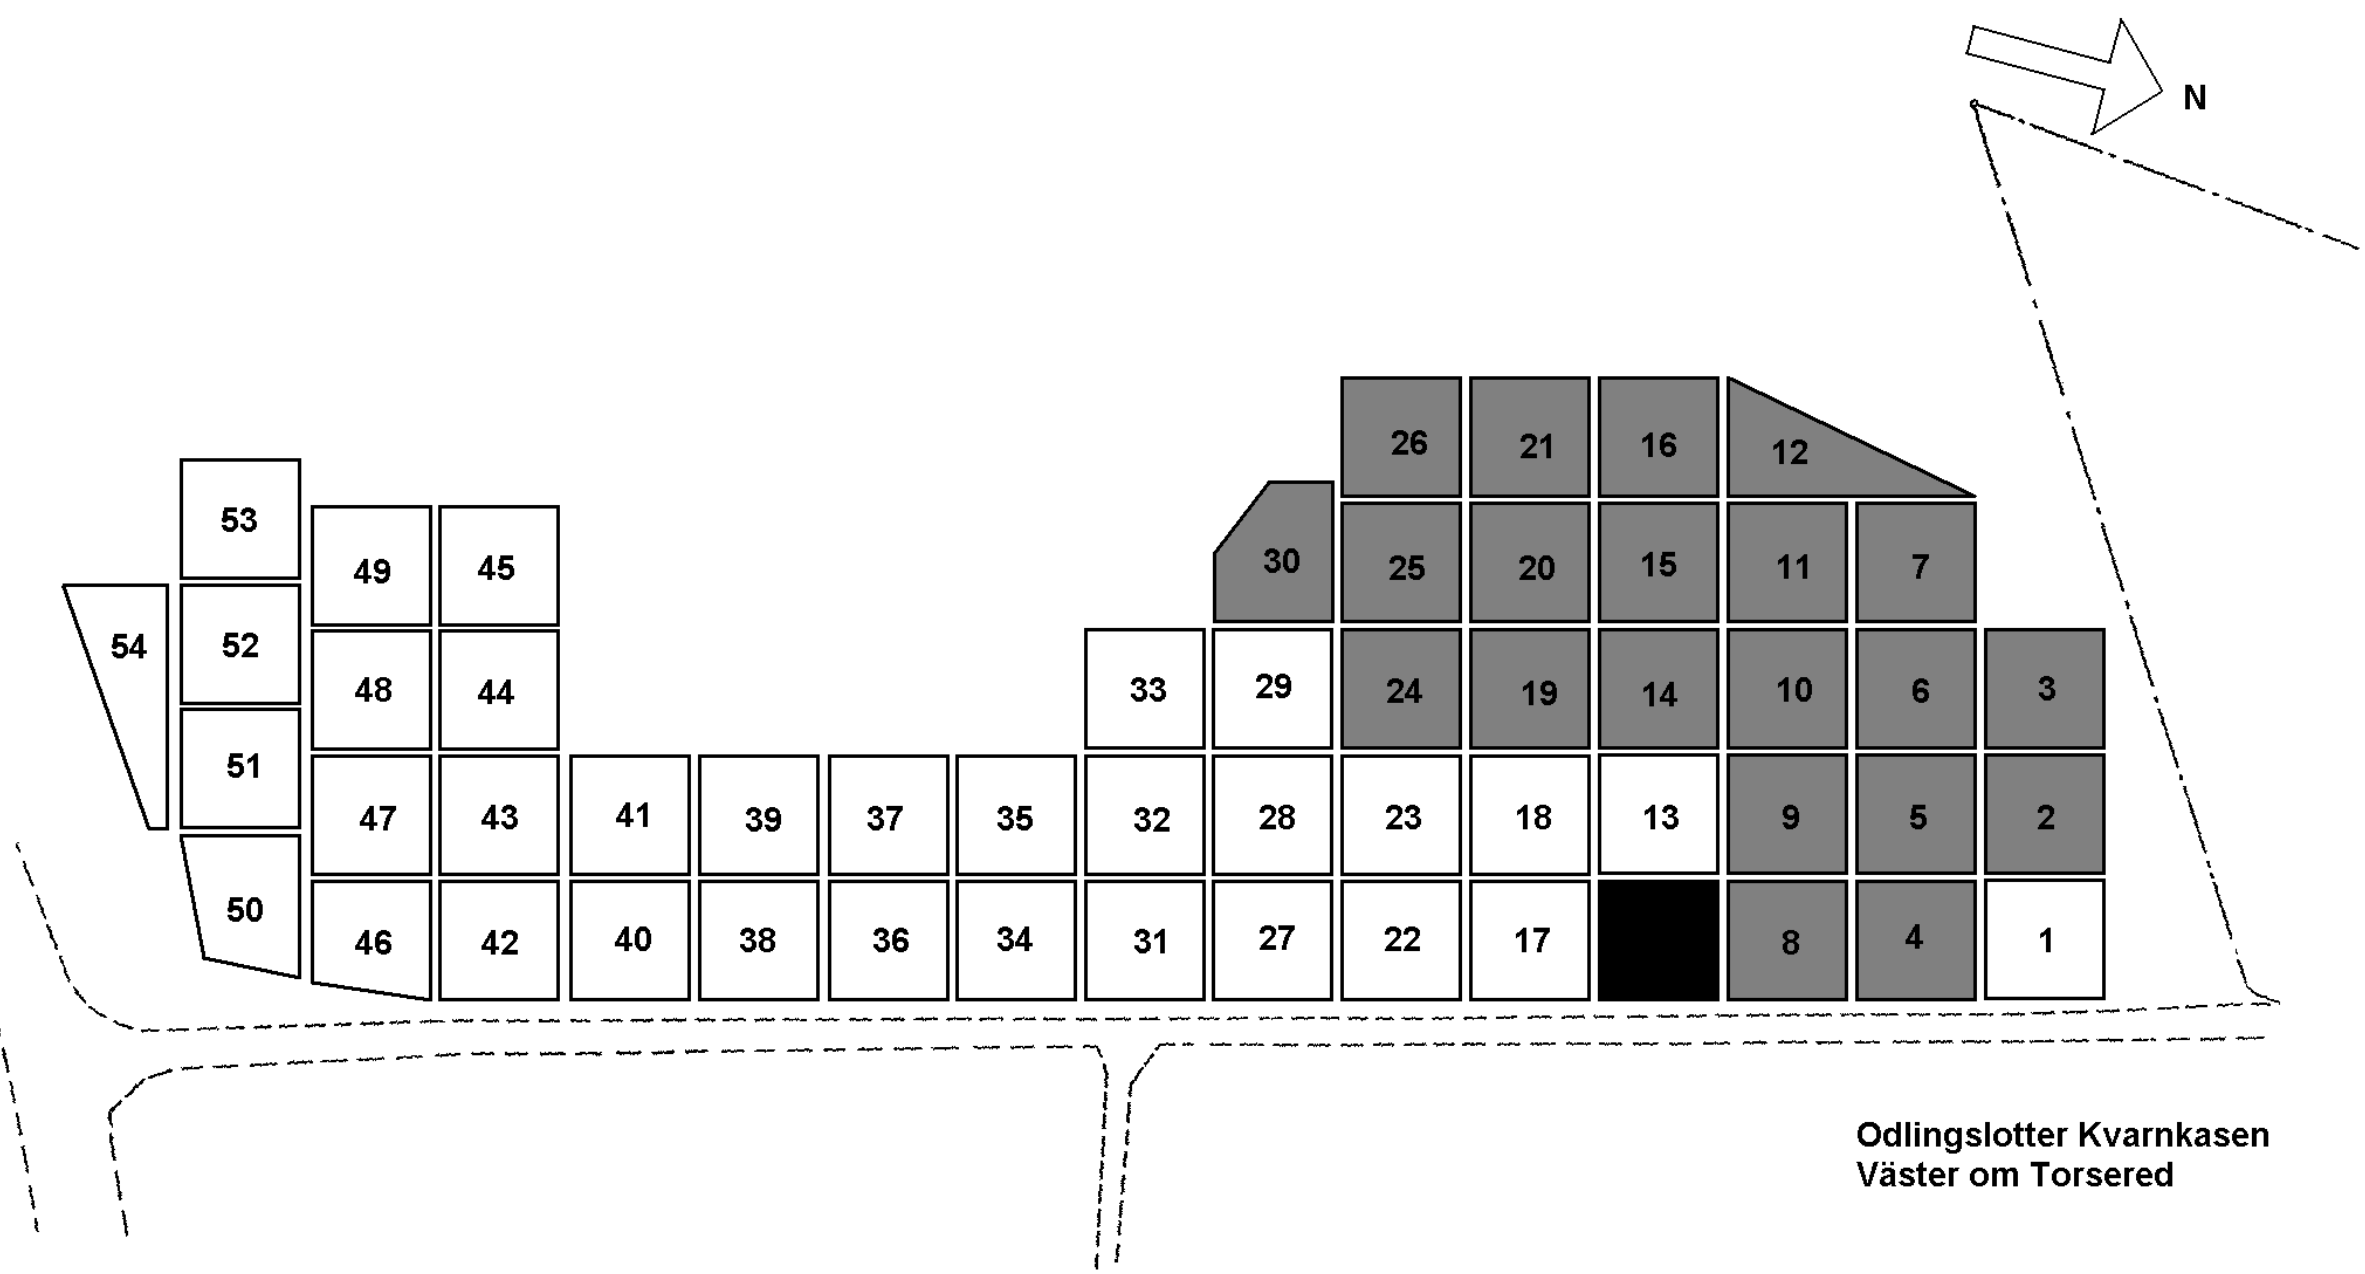 N
26 21 16 12
53 49 45 30 25 20 15 11 7
54 52 48 44 33 29 24 19 14 10 6 3
51 47 43 41 39 37 35 32 28 23 18 13 9 5 2
50 46 42 40 38 36 34 31 27 22 17 8 4 1
Odlingslotter Kvarnkasen
Väster om Torsered